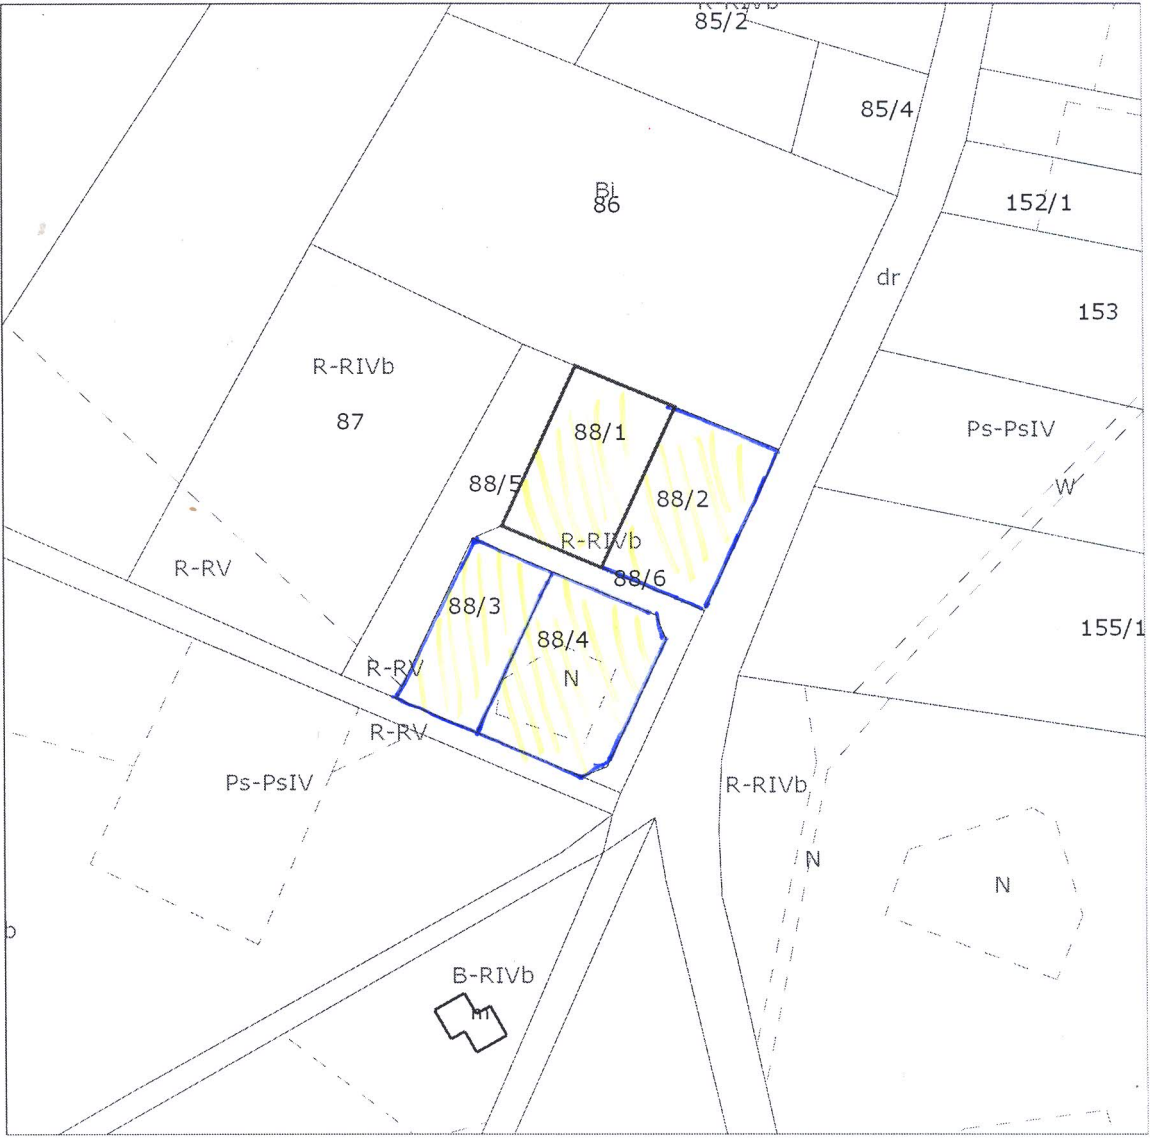 85/2
85/4
Bi
86
152/1
dr
153
R-RIVb
87
88/1
Ps-PsIV
88/5
88/2
W
R-RIVb
R-RV
88/6
88/3
155/1
88/4
R-RV
N
R-RV
Ps-PsIV
R-RIVb
N
N
B-RIVb
m